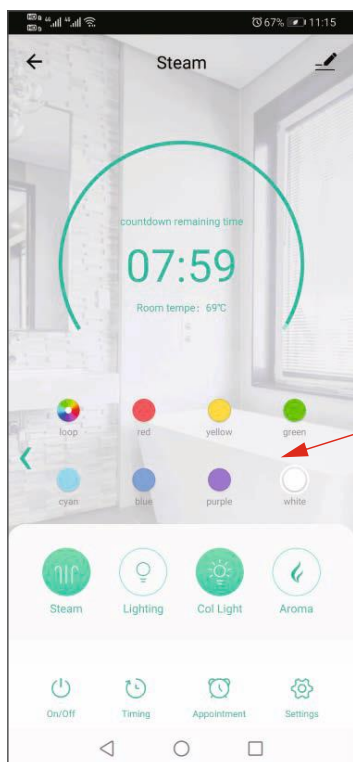 67% 11:15
Steam
countdown remaining time
07:59
Room tempe: 69℃
loop red yellow green
cyan blue purple white
Steam Lighting Col Light Aroma
On/Off Timing Appointment Settings